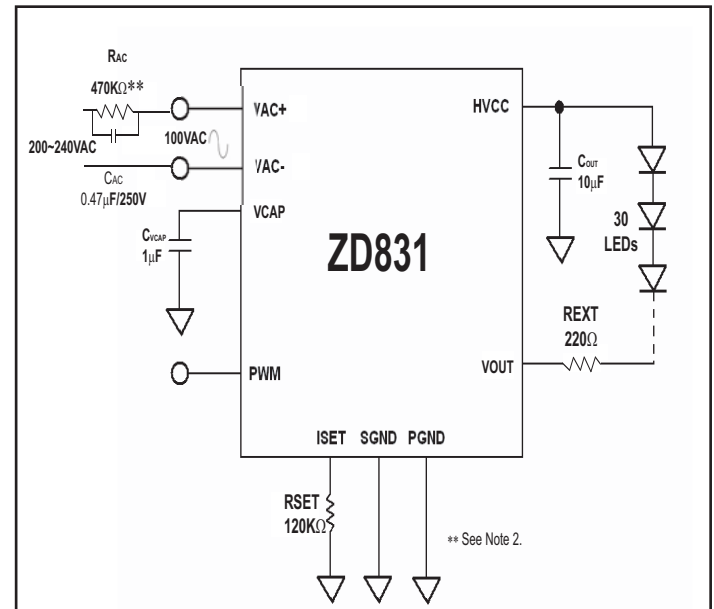 RAC
470KΩ**
200~240VAC
100VAC
CAC
0.47μF/250V
VAC+
VAC-
VCAP
CVCAP
1μF
PWM
ZD831
HVCC
COUT
10μF
30
LEDs
REXT
220Ω
VOUT
ISET SGND PGND
RSET
120KΩ
** See Note 2.